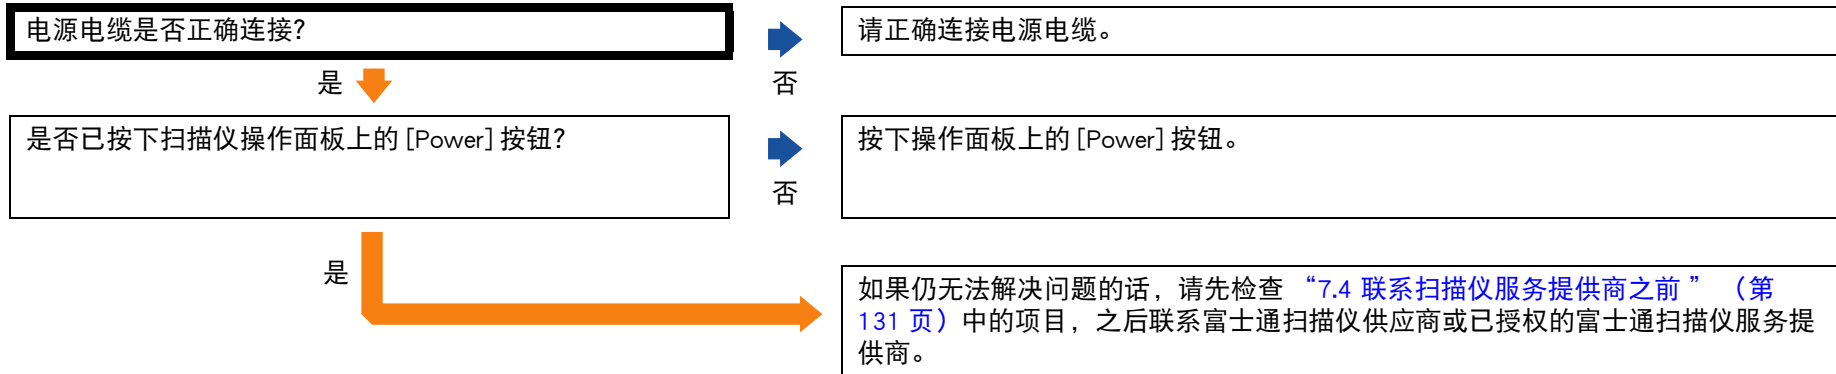 电源电缆是否正确连接?
请正确连接电源电缆。
是
否
是否已按下扫描仪操作面板上的 [Power] 按钮?
按下操作面板上的 [Power] 按钮。
否
是
如果仍无法解决问题的话，请先检查 “7.4 联系扫描仪服务提供商之前 ” （第
131 页）中的项目，之后联系富士通扫描仪供应商或已授权的富士通扫描仪服务提
供商。